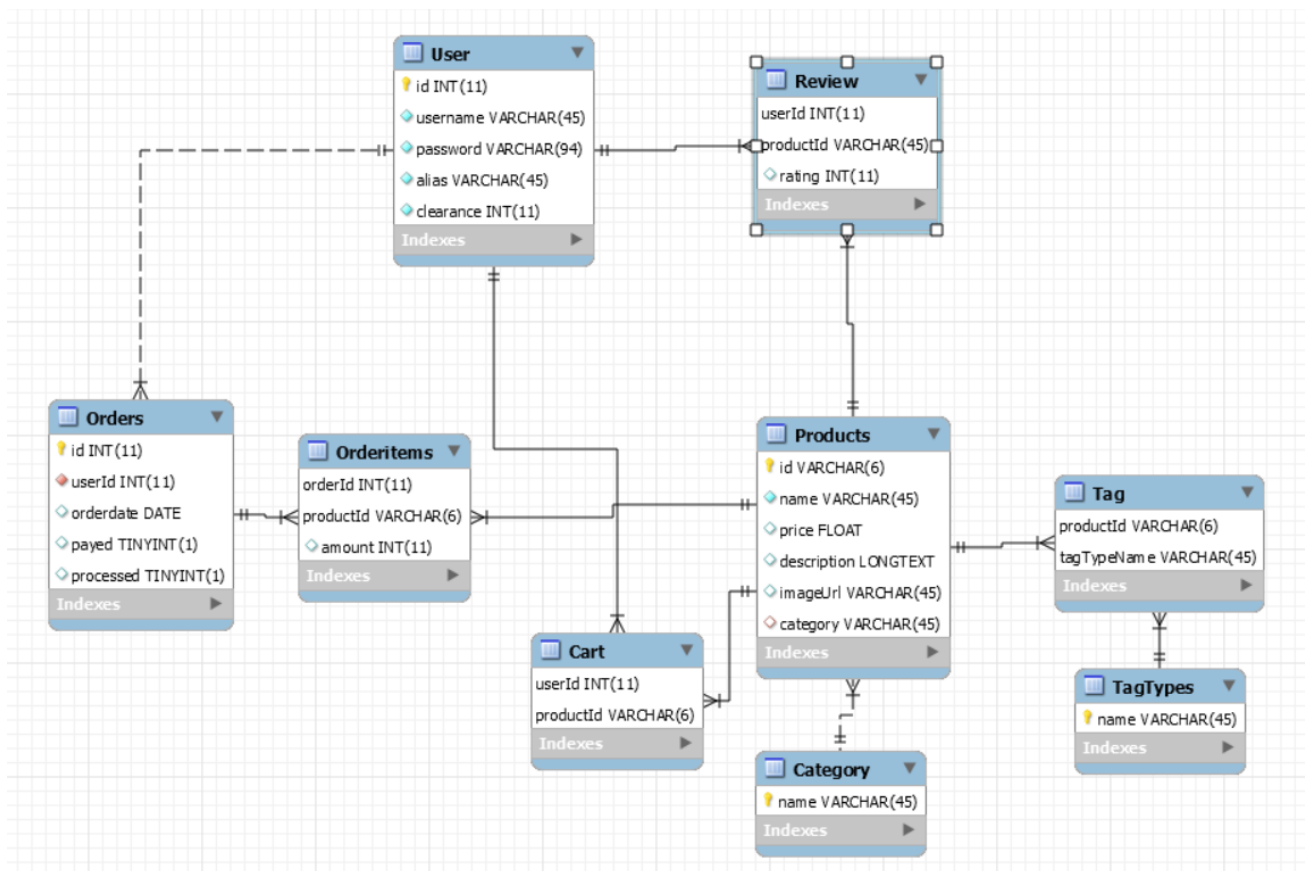 User
id INT(11)
username VARCHAR(45)
password VARCHAR(94)
alias VARCHAR(45)
clearance INT(11)
Indexes
Review
userId INT(11)
productId VARCHAR(45)
rating INT(11)
Indexes
Orders
id INT(11)
userId INT(11)
orderdate DATE
payed TINYINT(1)
processed TINYINT(1)
Indexes
Orderitems
orderId INT(11)
productId VARCHAR(6)
amount INT(11)
Indexes
Products
id VARCHAR(6)
name VARCHAR(45)
price FLOAT
description LONGTEXT
imageUrl VARCHAR(45)
category VARCHAR(45)
Indexes
Tag
productId VARCHAR(6)
tagTypeName VARCHAR(45)
Indexes
Cart
userId INT(11)
productId VARCHAR(6)
Indexes
TagTypes
name VARCHAR(45)
Indexes
Category
name VARCHAR(45)
Indexes